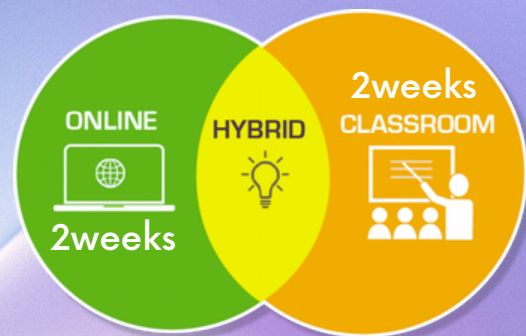 ONLINE
2weeks
HYBRID
2weeks
CLASSROOM